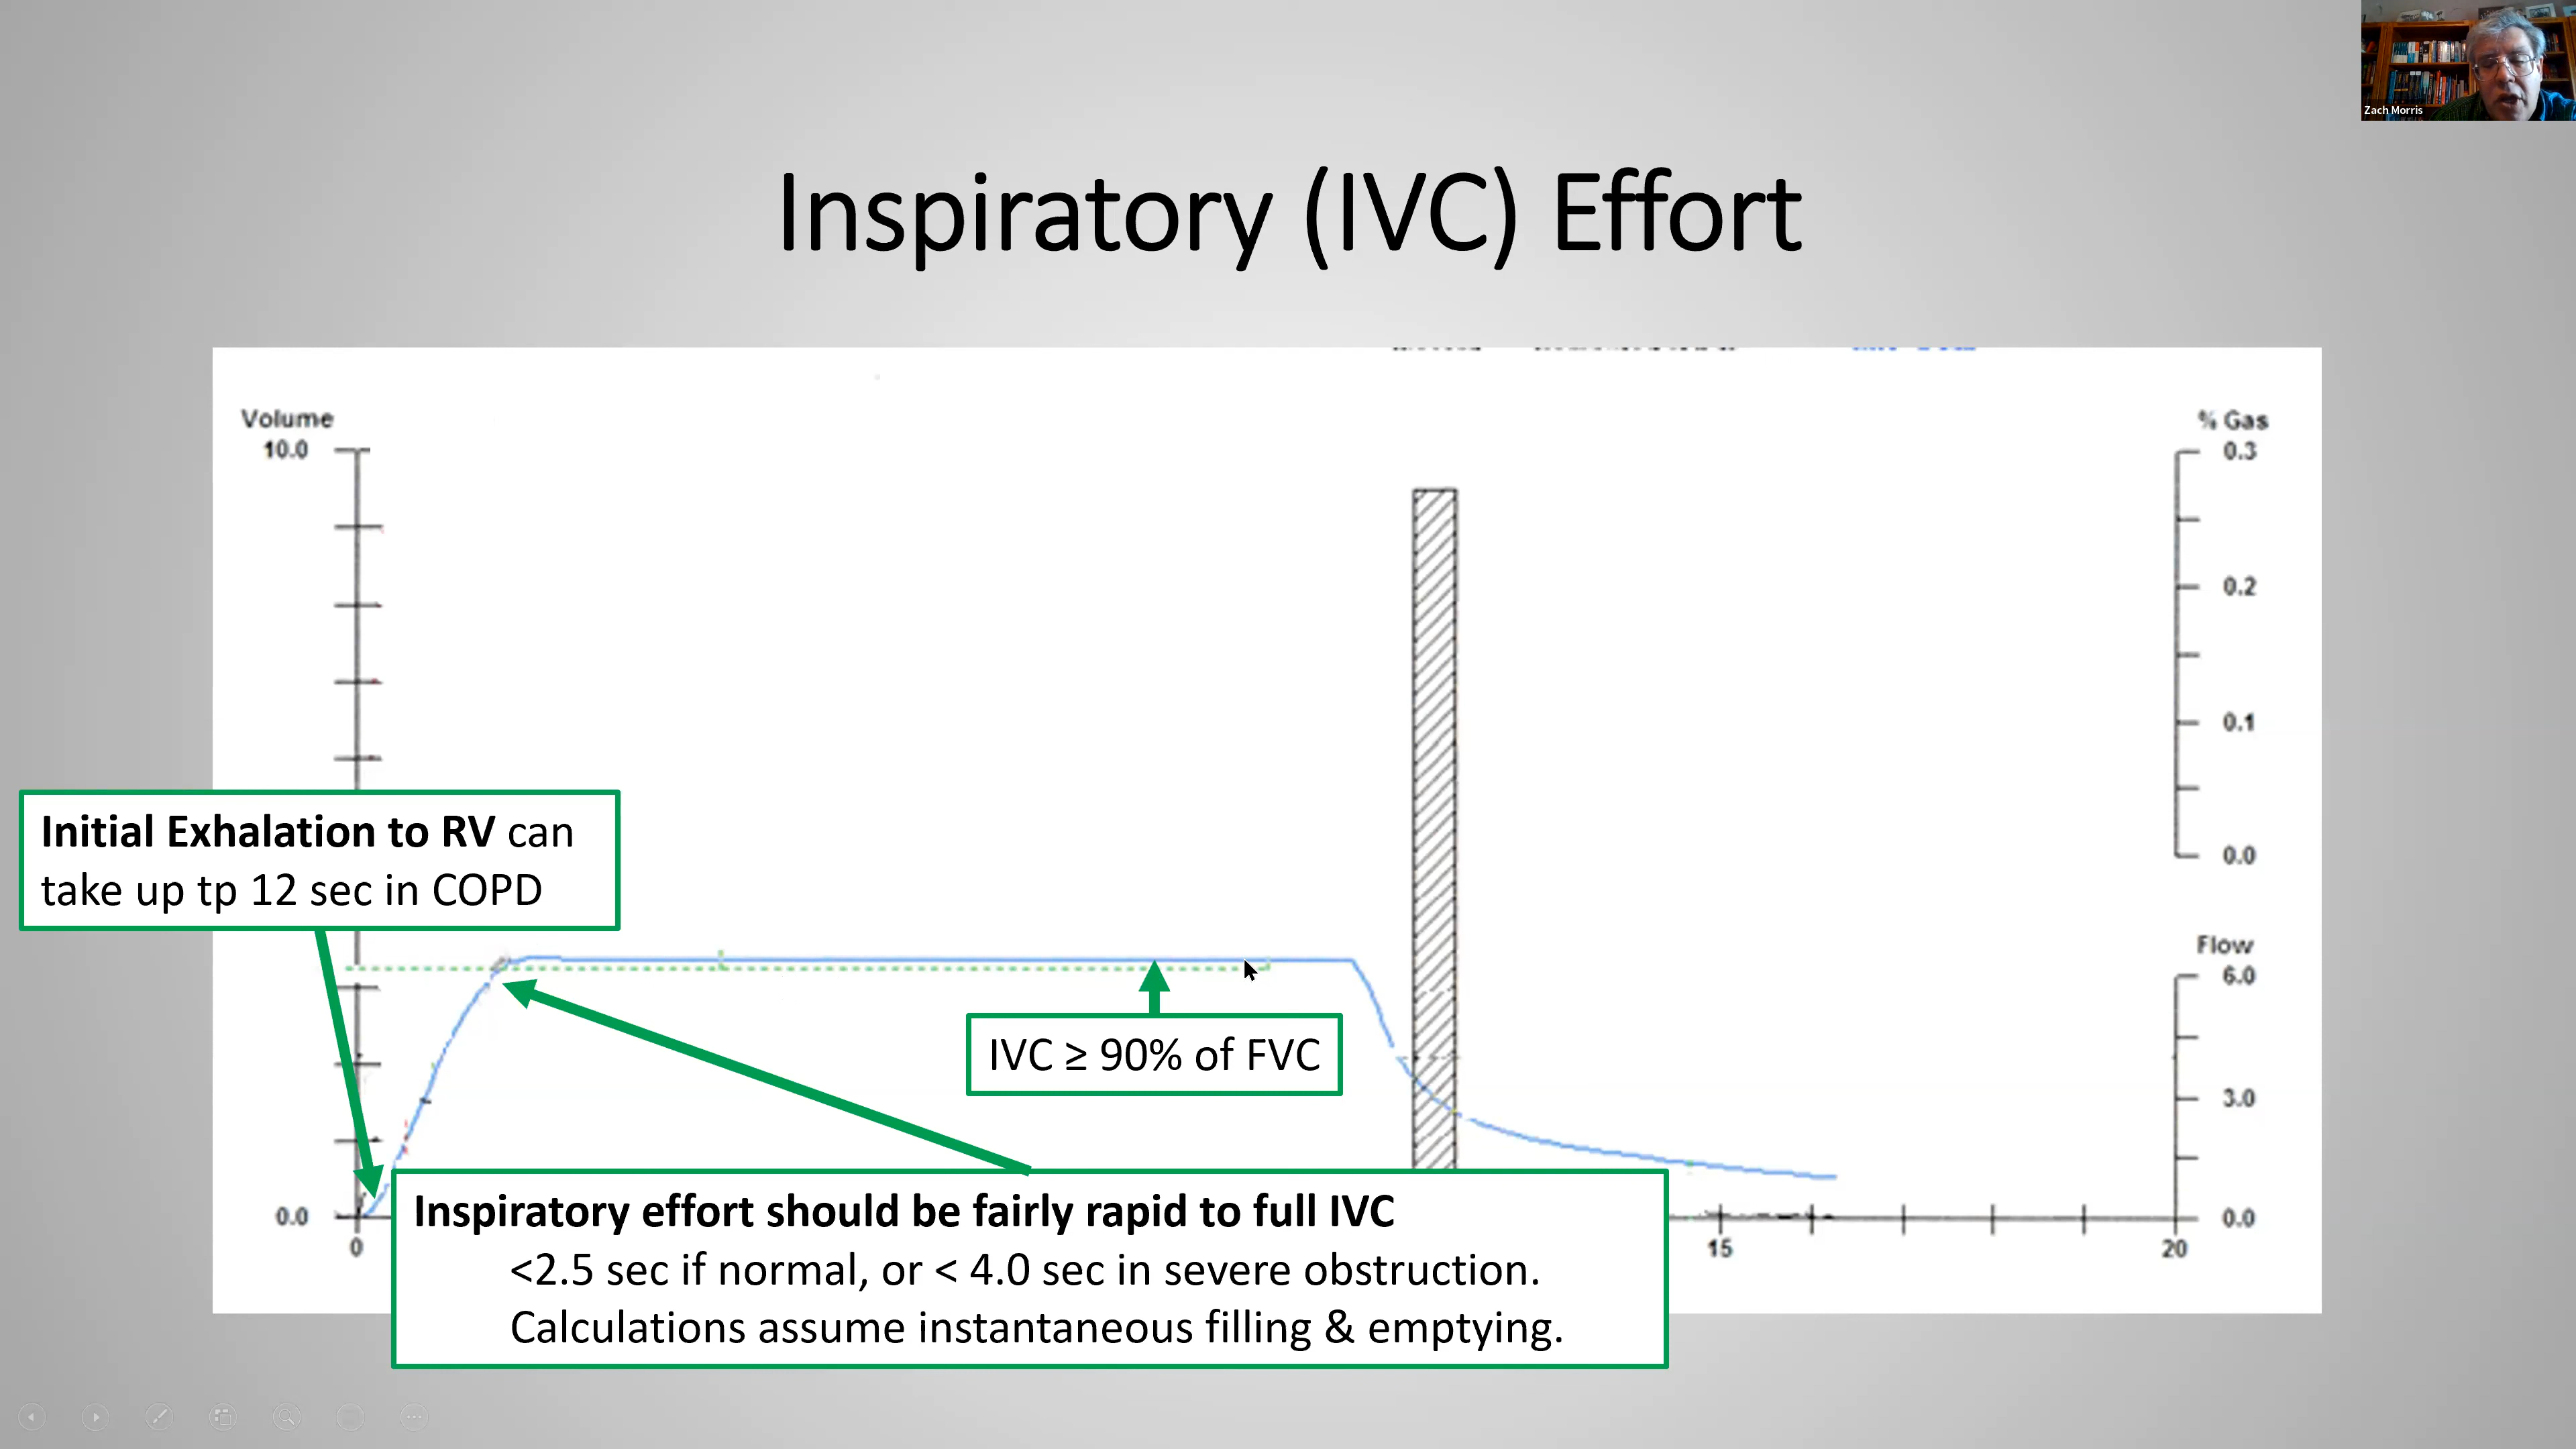 Zach Morris
Inspiratory (IVC) Effort
Volume
10.0
% Gas
0.3
0.2
0.1
0.0
Initial Exhalation to RV can
take up tp 12 sec in COPD
Flow
6.0
3.0
0.0
IVC ≥ 90% of FVC
Inspiratory effort should be fairly rapid to full IVC
<2.5 sec if normal, or < 4.0 sec in severe obstruction.
Calculations assume instantaneous filling & emptying.
0.0
0
15
20